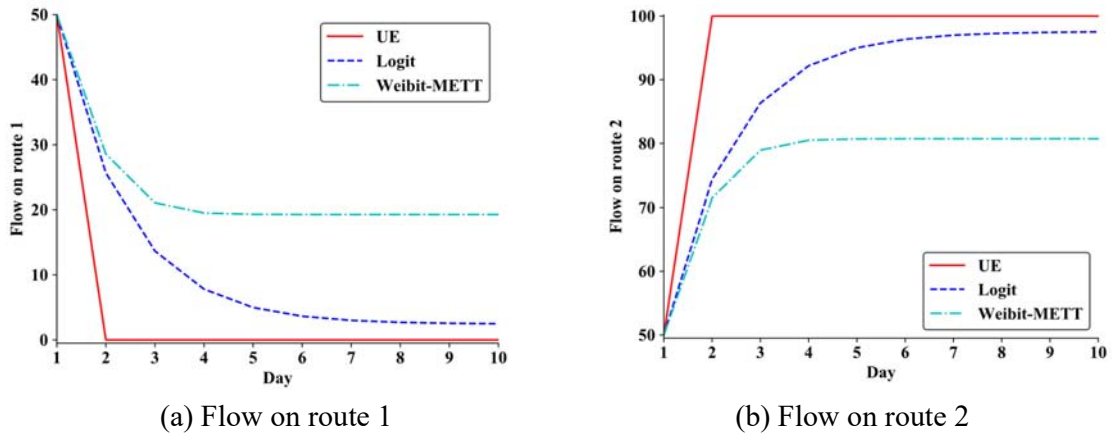 50
40
30
20
10
0
Flow on route 1
1 2 3 4 5 6 7 8 9 10
Day
UE
Logit
Weibit-METT
(a) Flow on route 1
100
90
80
70
60
50
Flow on route 2
1 2 3 4 5 6 7 8 9 10
Day
UE
Logit
Weibit-METT
(b) Flow on route 2